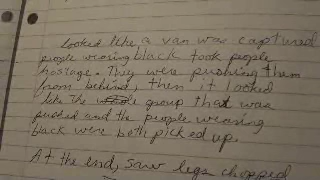 looked like, a van was captured
people wearing black took people
hostage. They were pushing them
from behind, then it looked
like the whole group that was
pushed and the people wearing
black were both picked up.
At the end, saw legs chopped